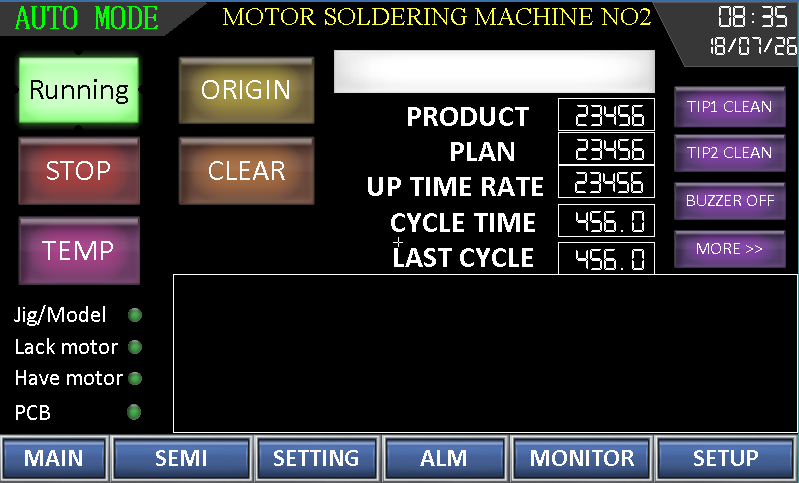 AUTO MODE
MOTOR SOLDERING MACHINE NO2
08:35
18/07/26
Running
ORIGIN
STOP
CLEAR
TEMP
PRODUCT 23456
PLAN 23456
UP TIME RATE 23456
CYCLE TIME 456.0
LAST CYCLE 456.0
TIP1 CLEAN
TIP2 CLEAN
BUZZER OFF
MORE >>
Jig/Model
Lack motor
Have motor
PCB
MAIN SEMI SETTING ALM MONITOR SETUP